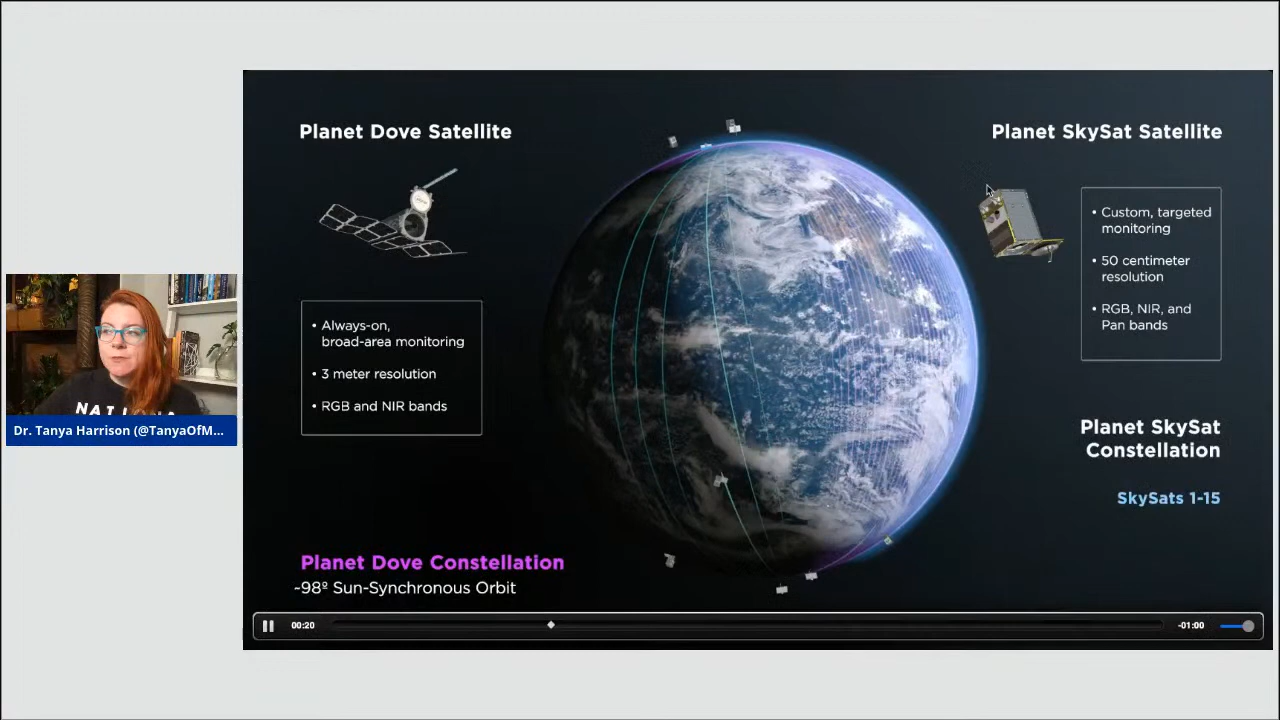 Planet Dove Satellite
Planet SkySat Satellite
• Custom, targeted
monitoring
• 50 centimeter
resolution
• RGB, NIR, and
Pan bands
• Always-on,
broad-area monitoring
• 3 meter resolution
• RGB and NIR bands
NAT
Dr. Tanya Harrison (@TanyaOfM...
Planet SkySat
Constellation
SkySats 1-15
Planet Dove Constellation
~98º Sun-Synchronous Orbit
00:20
-01:00